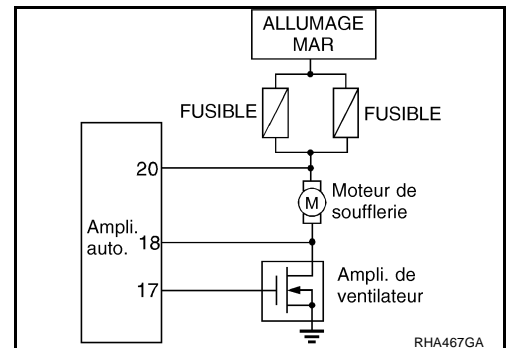 ALLUMAGE
MAR
FUSIBLE
FUSIBLE
20
Moteur de
soufflerie
M
Ampli.
auto.
18
17
Ampli. de
ventilateur
RHA467GA